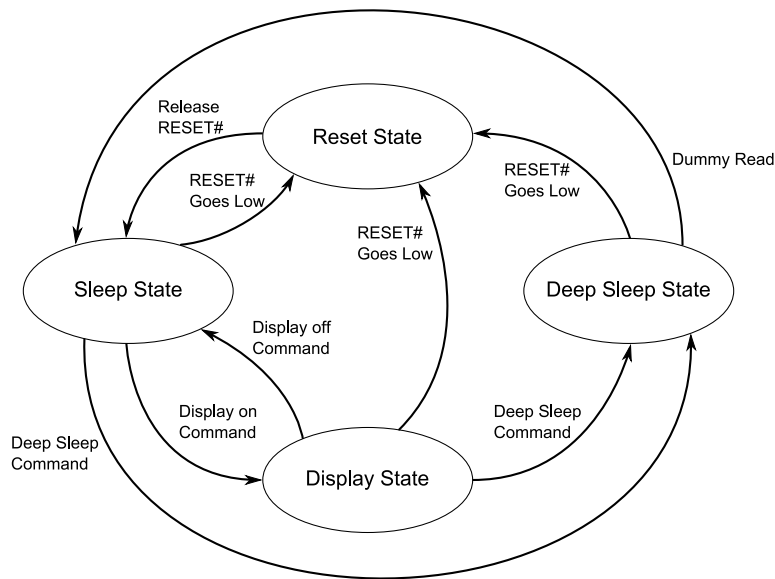 Release
RESET#
Reset State
RESET#
Goes Low
RESET#
Goes Low
Dummy Read
RESET#
Goes Low
Sleep State
Deep Sleep State
Display off
Command
Display on
Command
Deep Sleep
Command
Deep Sleep
Command
Display State